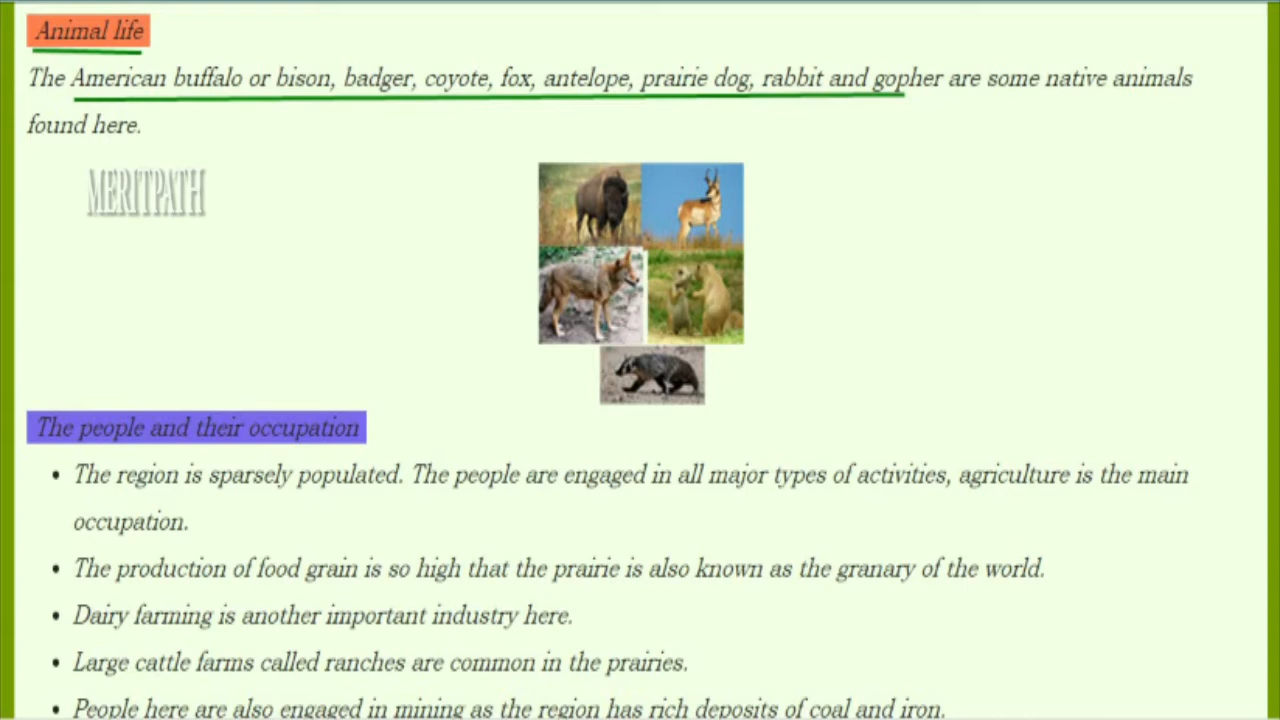 Animal life
The American buffalo or bison, badger, coyote, fox, antelope, prairie dog, rabbit and gopher are some native animals
found here.
MERITPATH
The people and their occupation
• The region is sparsely populated. The people are engaged in all major types of activities, agriculture is the main
occupation.
• The production of food grain is so high that the prairie is also known as the granary of the world.
• Dairy farming is another important industry here.
• Large cattle farms called ranches are common in the prairies.
• People here are also engaged in mining as the region has rich deposits of coal and iron.